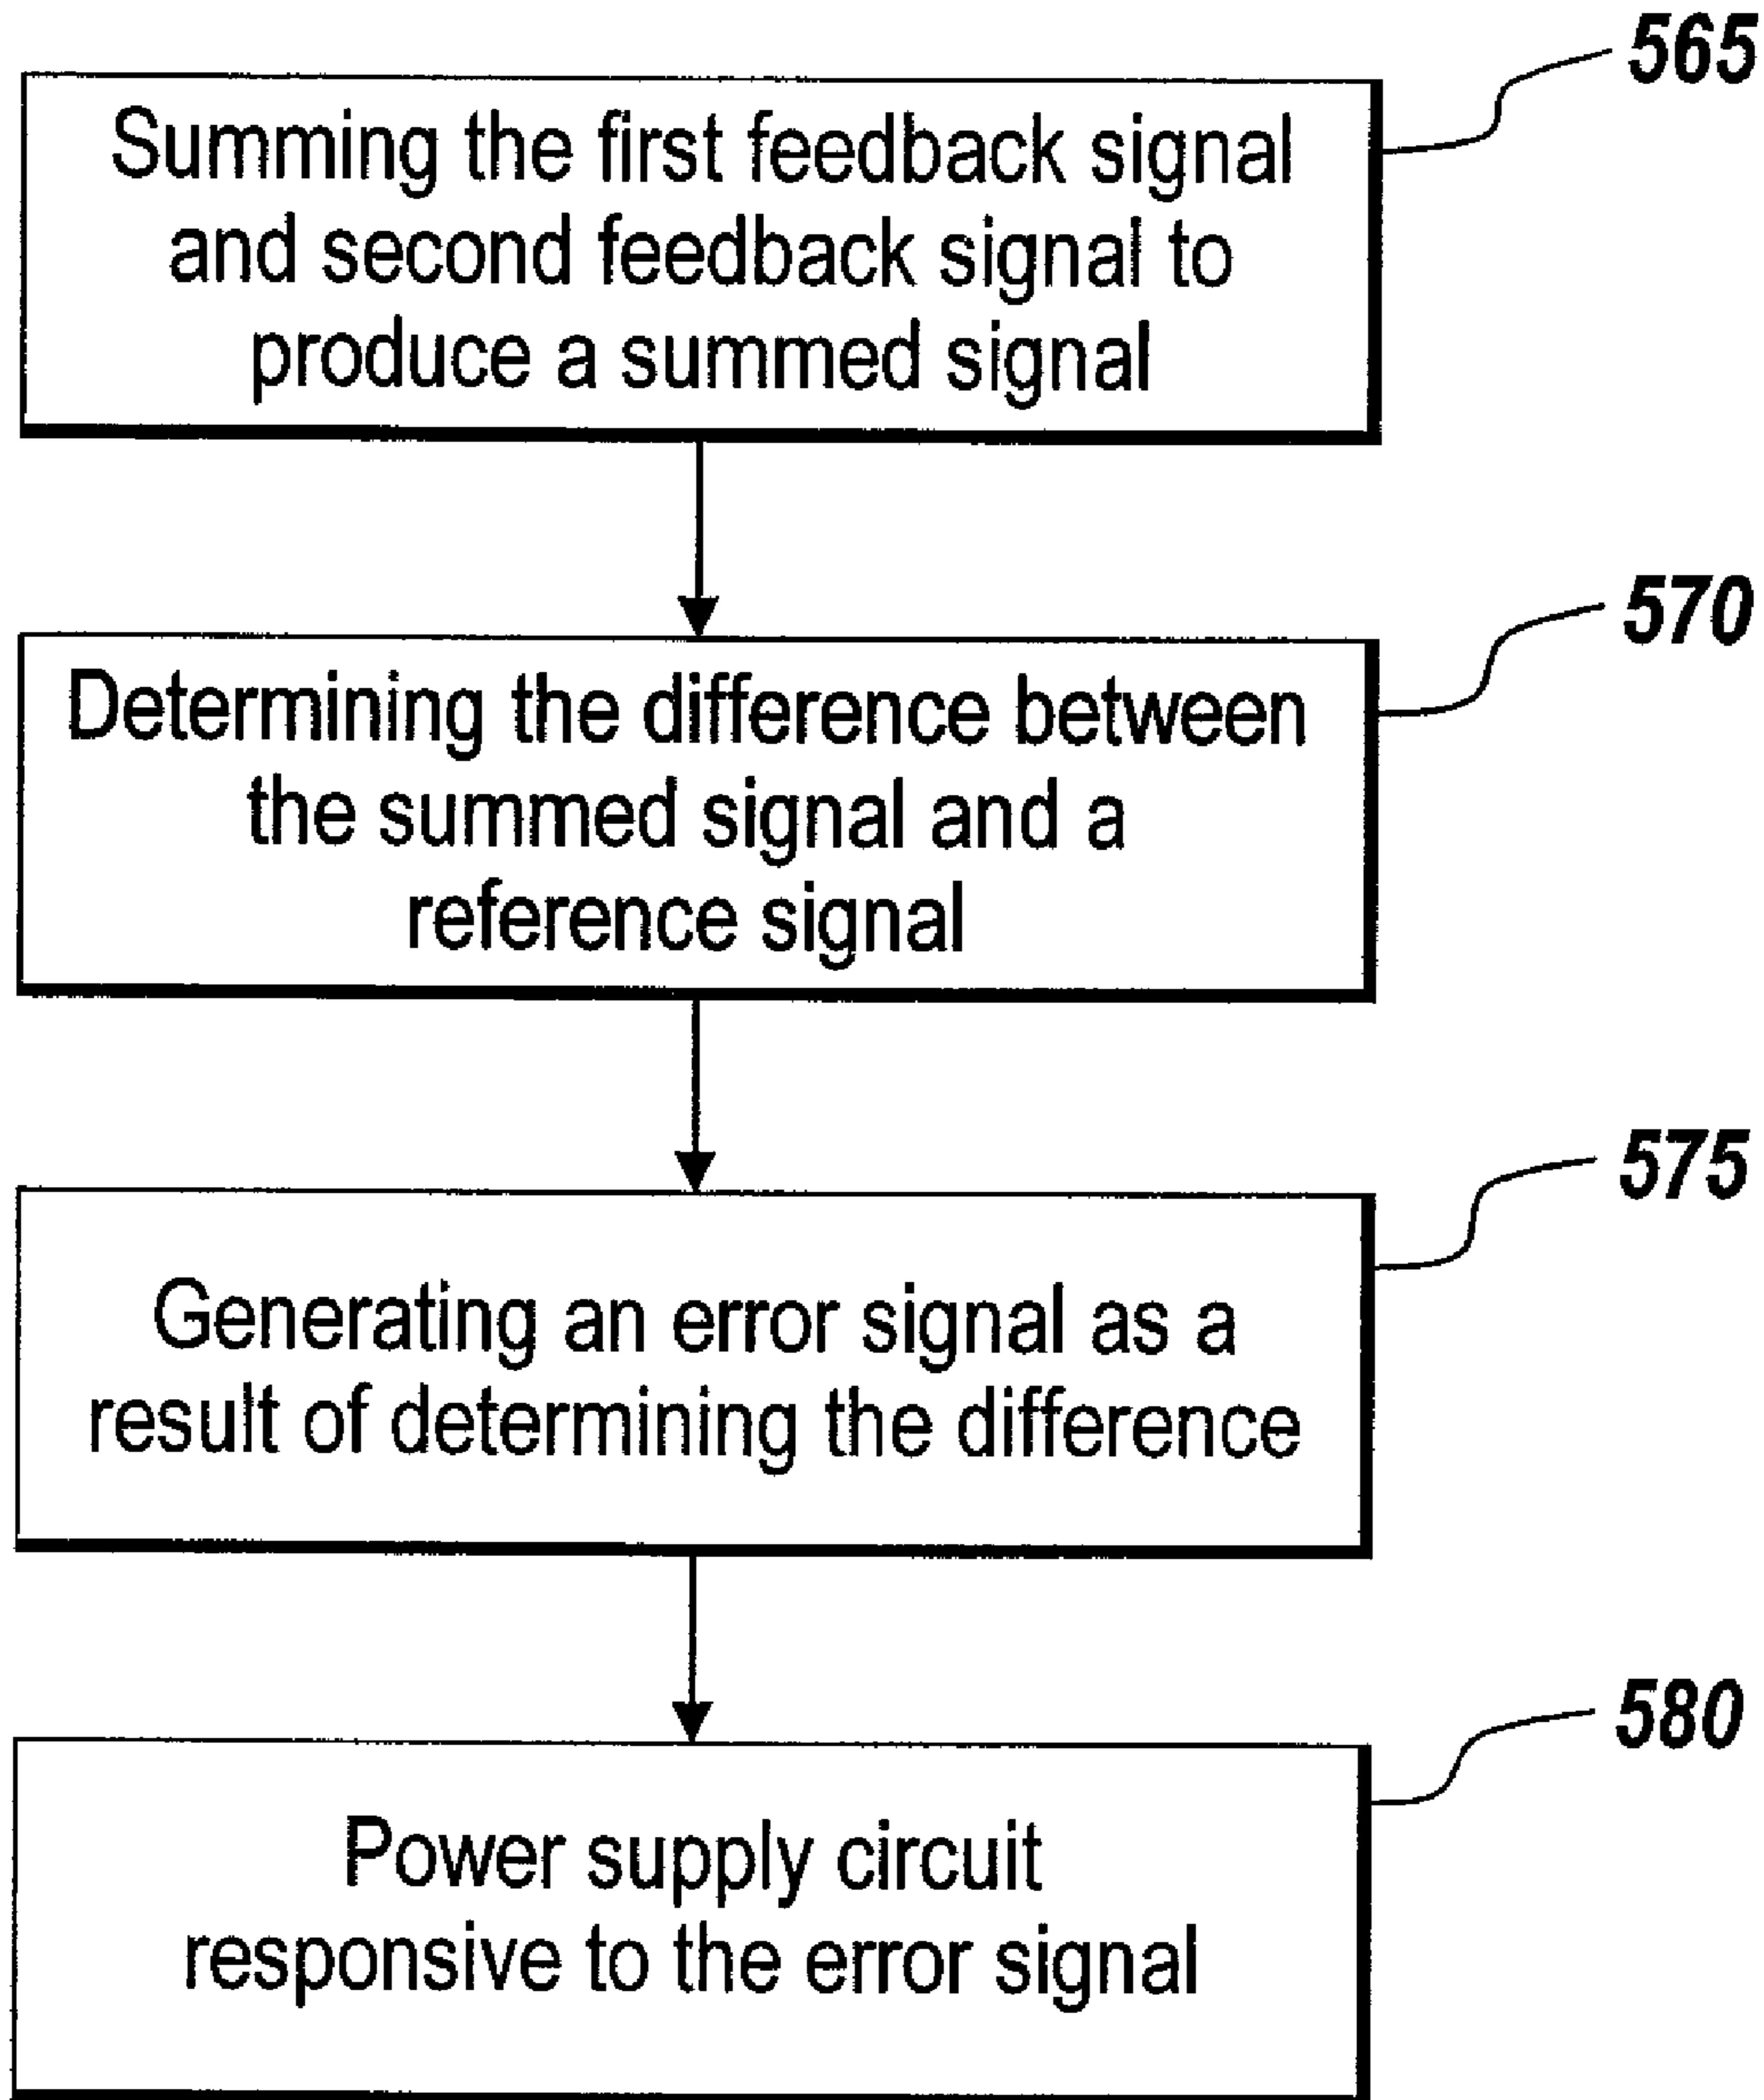 565
Summing the first feedback signal
and second feedback signal to
produce a summed signal
570
Determining the difference between
the summed signal and a
reference signal
575
Generating an error signal as a
result of determining the difference
580
Power supply circuit
responsive to the error signal